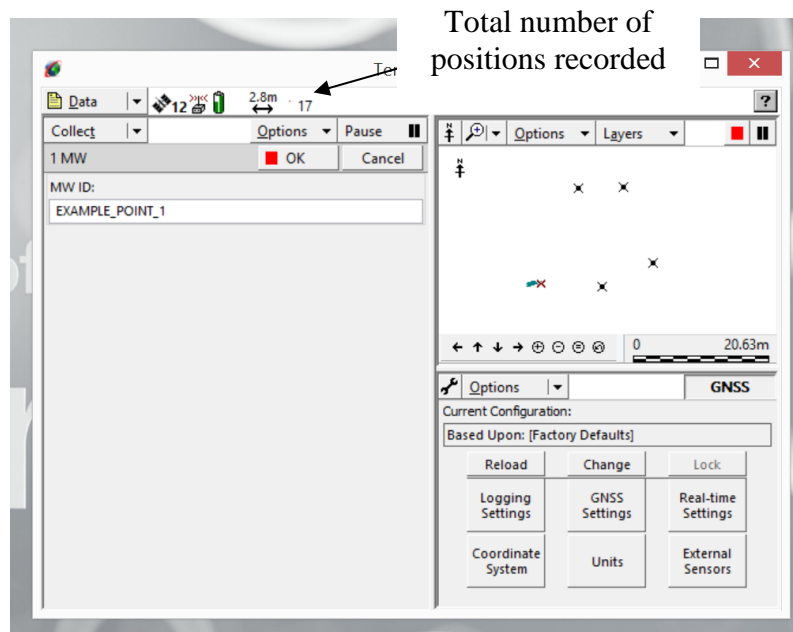 Total number of
positions recorded
Ter
Data
12
2.8m
17
?
Collect
Options
Pause
1 MW
OK
Cancel
MW ID:
EXAMPLE_POINT_1
N
Options
Layers
N
0
20.63m
Options
GNSS
Current Configuration:
Based Upon: [Factory Defaults]
Reload
Change
Lock
Logging
Settings
GNSS
Settings
Real-time
Settings
Coordinate
System
Units
External
Sensors